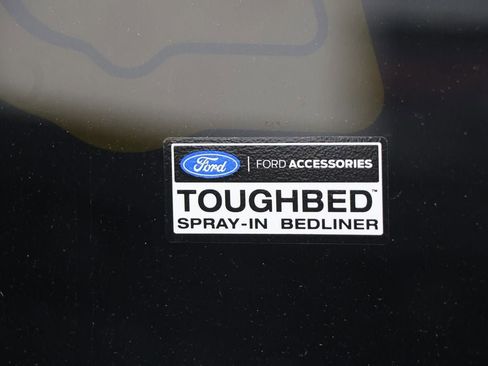 Ford | FORD ACCESSORIES
TOUGHBED™
SPRAY-IN BEDLINER